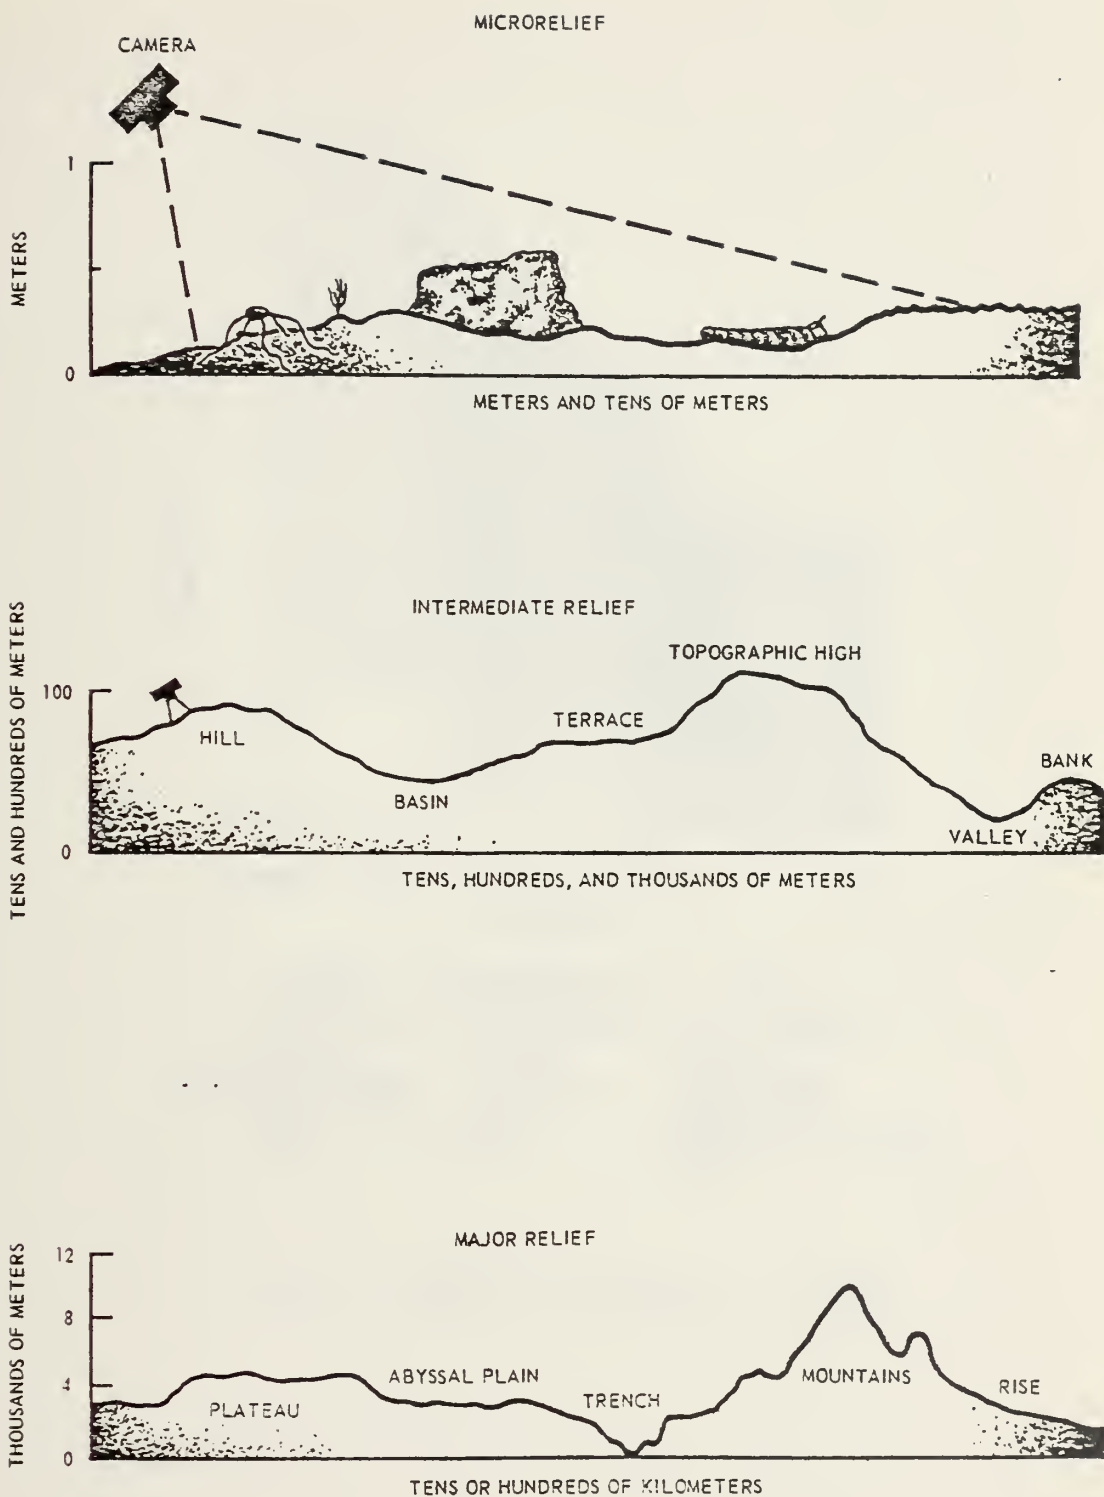 MICRORELIEF
CAMERA
1
METERS
0
METERS AND TENS OF METERS
INTERMEDIATE RELIEF
TENS AND HUNDREDS OF METERS
TOPOGRAPHIC HIGH
100
TERRACE
HILL
BANK
BASIN
VALLEY
0
TENS, HUNDREDS, AND THOUSANDS OF METERS
MAJOR RELIEF
THOUSANDS OF METERS
12
8
4
ABYSSAL PLAIN
MOUNTAINS
TRENCH
RISE
PLATEAU
0
TENS OR HUNDREDS OF KILOMETERS